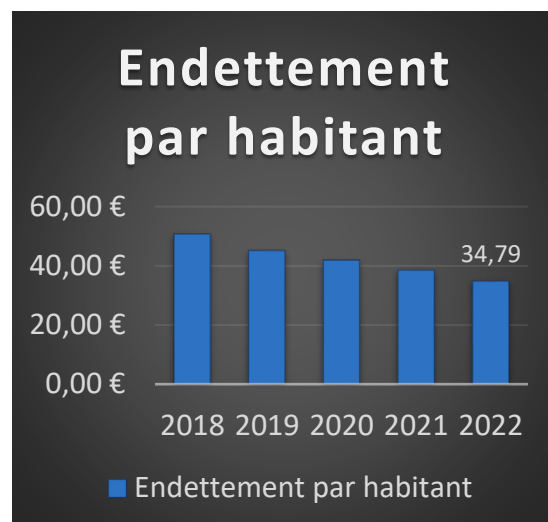 Endettement
par habitant
60,00 €
34,79
40,00 €
20,00 €
0,00 €
2018 2019 2020 2021 2022
Endettement par habitant